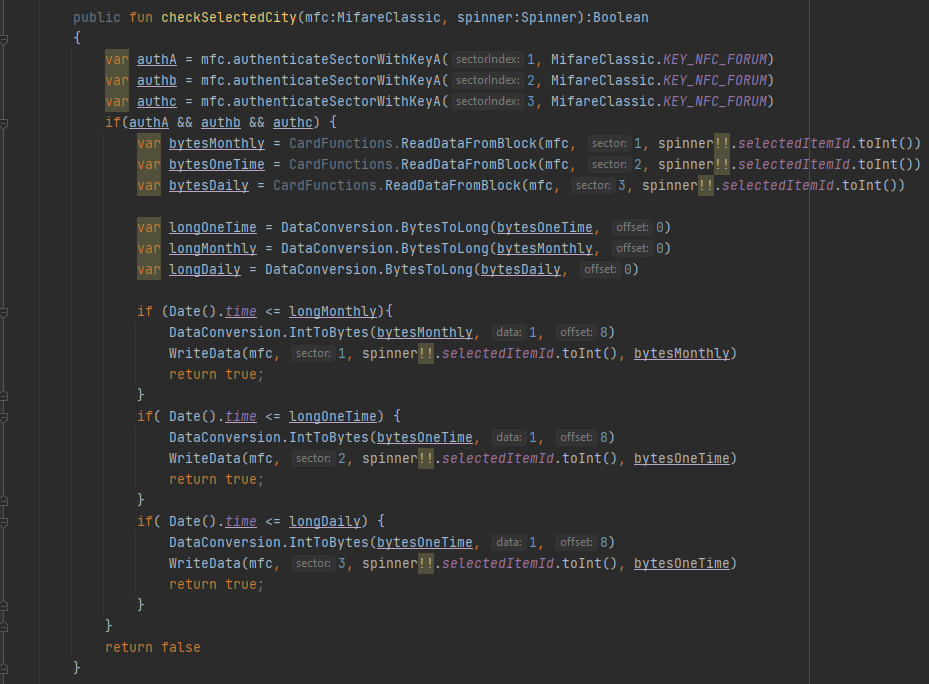 public fun checkSelectedCity(mfc:MifareClassic, spinner:Spinner):Boolean
{
var authA = mfc.authenticateSectorWithKeyA( sectorIndex: 1, MifareClassic.KEY_NFC_FORUM)
var authb = mfc.authenticateSectorWithKeyA( sectorIndex: 2, MifareClassic.KEY_NFC_FORUM)
var authc = mfc.authenticateSectorWithKeyA( sectorIndex: 3, MifareClassic.KEY_NFC_FORUM)
if(authA && authb && authc) {
var bytesMonthly = CardFunctions.ReadDataFromBlock(mfc, sector: 1, spinner!!.selectedItemId.toInt())
var bytesOneTime = CardFunctions.ReadDataFromBlock(mfc, sector: 2, spinner!!.selectedItemId.toInt())
var bytesDaily = CardFunctions.ReadDataFromBlock(mfc, sector: 3, spinner!!.selectedItemId.toInt())
var longOneTime = DataConversion.BytesToLong(bytesOneTime, offset: 0)
var longMonthly = DataConversion.BytesToLong(bytesMonthly, offset: 0)
var longDaily = DataConversion.BytesToLong(bytesDaily, offset: 0)
if (Date().time <= longMonthly){
DataConversion.IntToBytes(bytesMonthly, data: 1, offset: 8)
WriteData(mfc, sector: 1, spinner!!.selectedItemId.toInt(), bytesMonthly)
return true;
}
if( Date().time <= longOneTime) {
DataConversion.IntToBytes(bytesOneTime, data: 1, offset: 8)
WriteData(mfc, sector: 2, spinner!!.selectedItemId.toInt(), bytesOneTime)
return true;
}
if( Date().time <= longDaily) {
DataConversion.IntToBytes(bytesOneTime, data: 1, offset: 8)
WriteData(mfc, sector: 3, spinner!!.selectedItemId.toInt(), bytesOneTime)
return true;
}
}
return false
}